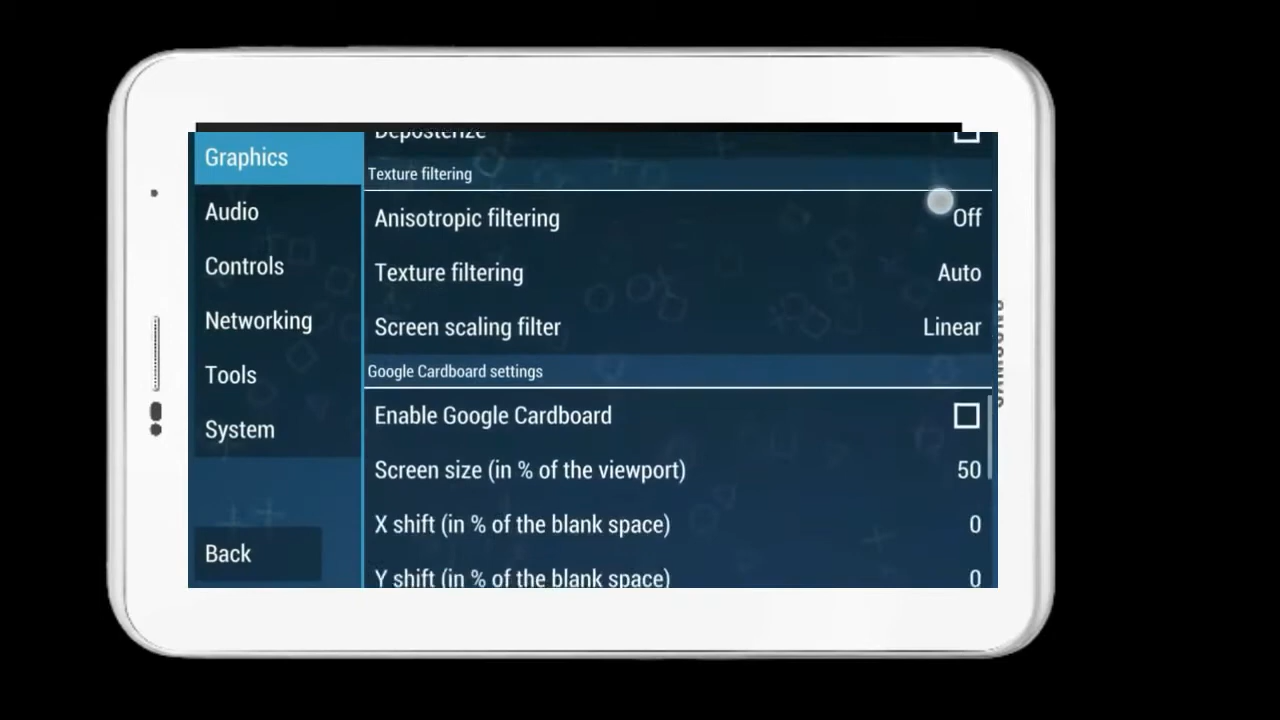 Graphics
Audio
Controls
Networking
Tools
System
Back
Deposterize
Texture filtering
Anisotropic filtering Off
Texture filtering Auto
Screen scaling filter Linear
Google Cardboard settings
Enable Google Cardboard
Screen size (in % of the viewport) 50
X shift (in % of the blank space) 0
Y shift (in % of the blank space) 0
SAMSUNG